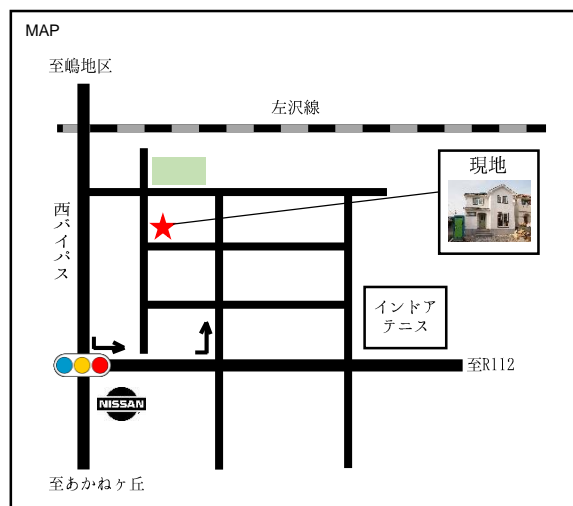 MAP
至嶋地区
左沢線
現地
西バイパス
インドア
テニス
至R112
NISSAN
至あかねヶ丘